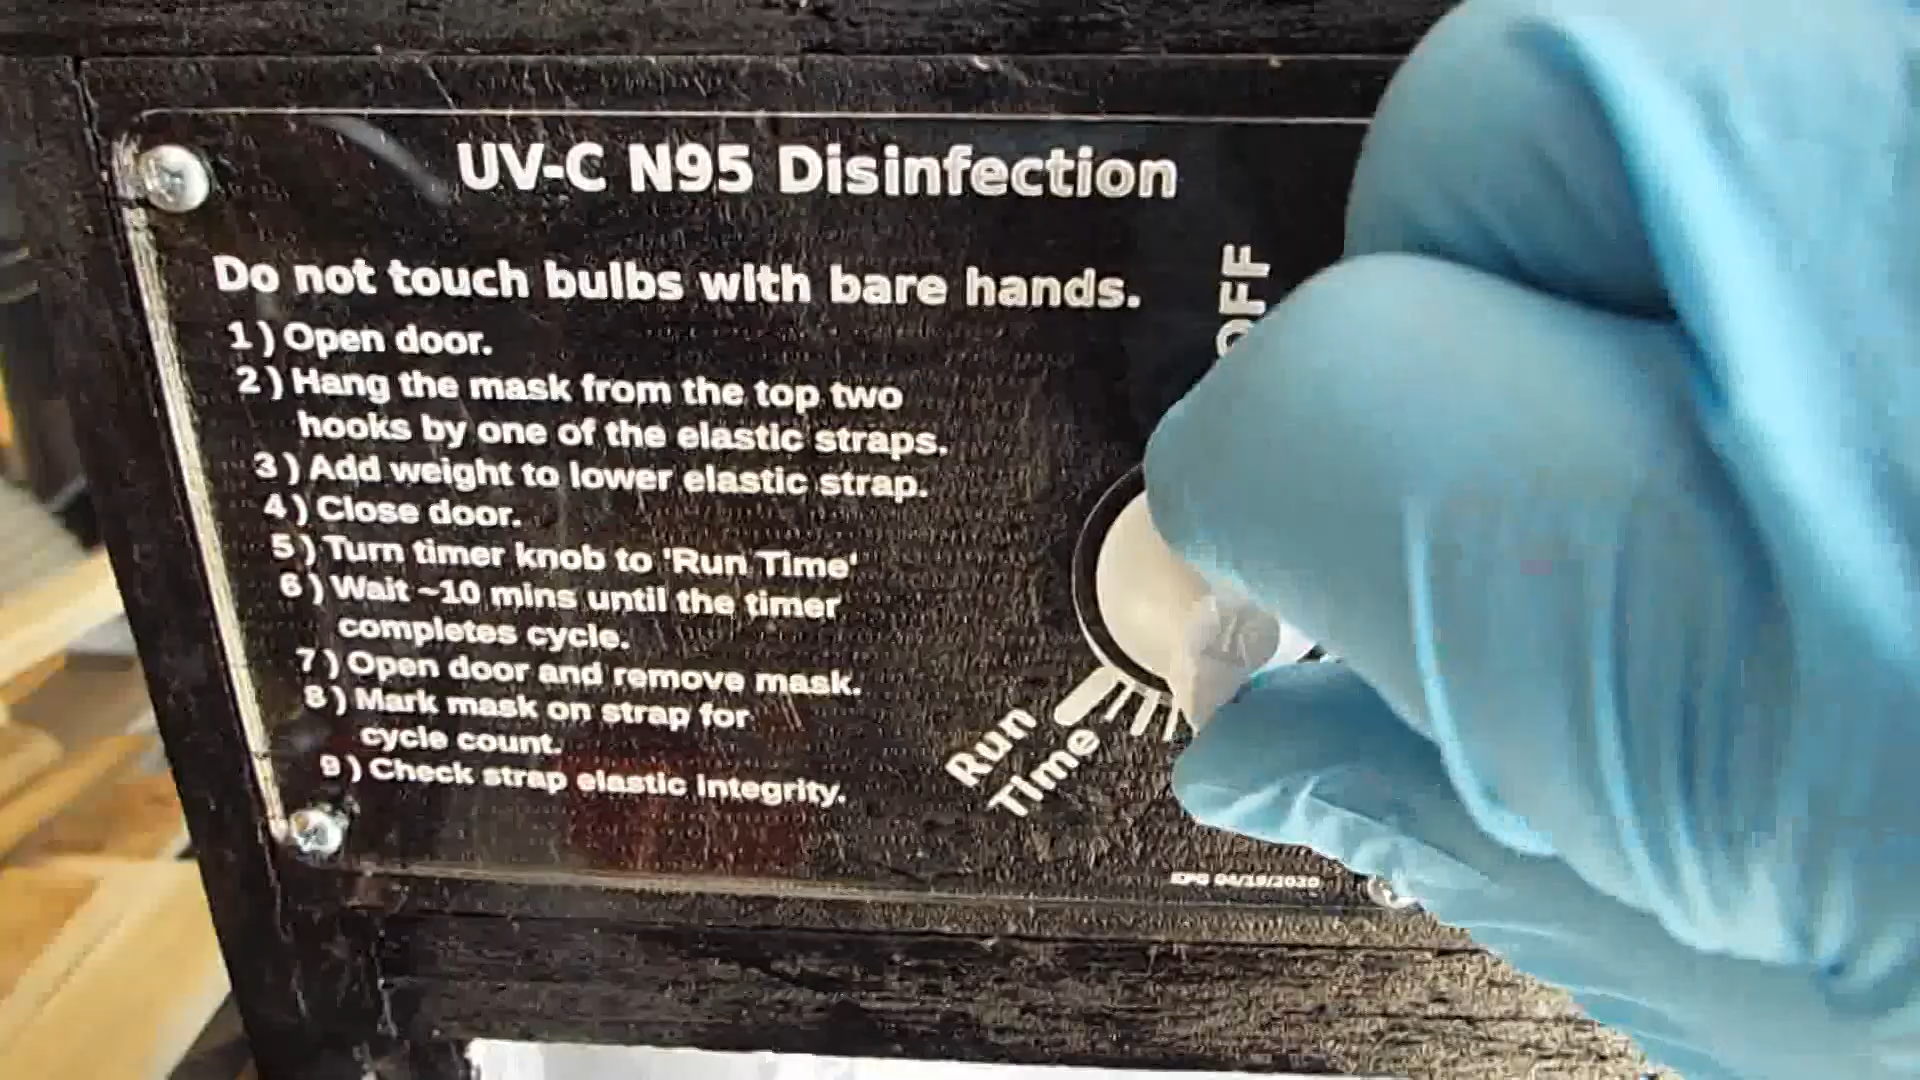 UV-C N95 Disinfection
Do not touch bulbs with bare hands.
1 ) Open door.
2 ) Hang the mask from the top two
hooks by one of the elastic straps.
3 ) Add weight to lower elastic strap.
4 ) Close door.
5 ) Turn timer knob to 'Run Time'
6 ) Wait ~10 mins until the timer
completes cycle.
7 ) Open door and remove mask.
8 ) Mark mask on strap for
cycle count.
9 ) Check strap elastic integrity.
OFF
Run
Time